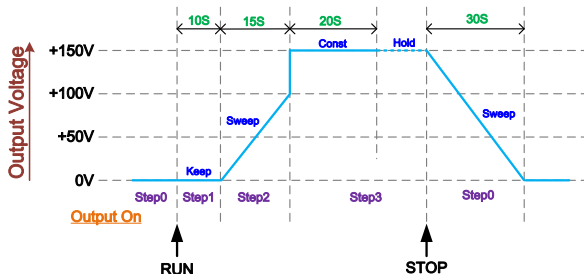 10S 15S 20S 30S
Output Voltage
+150V
Const Hold
+100V
Sweep Sweep
+50V
Keep
0V
Step0 Step1 Step2 Step3 Step0
Output On
RUN STOP